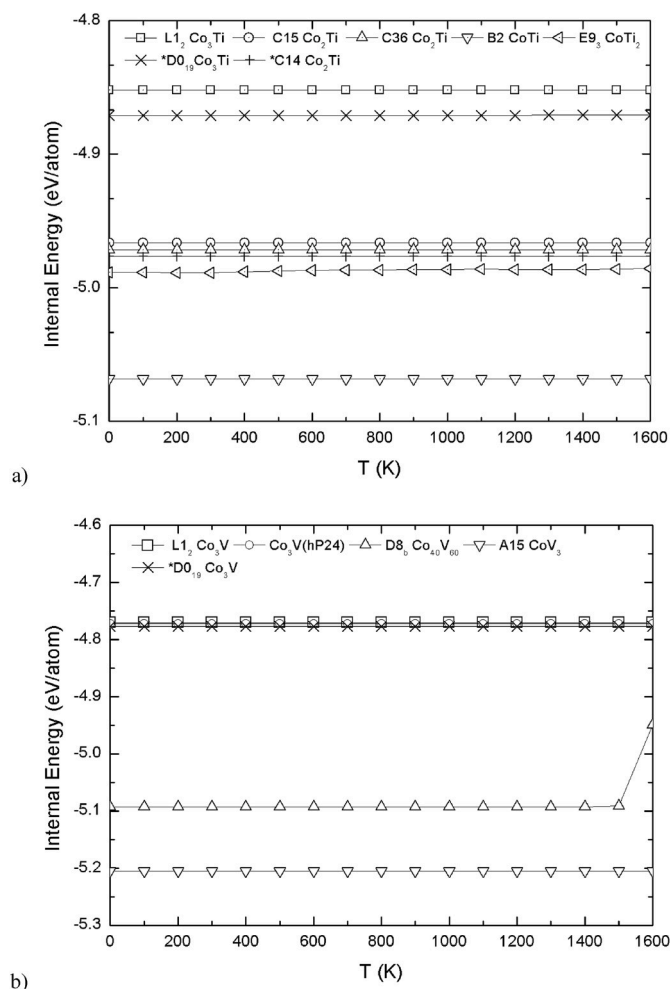 -4.8
L1₂ Co₃Ti C15 Co₂Ti C36 Co₂Ti B2 CoTi E9₃ CoTi₂
*D0₁₉ Co₃Ti *C14 Co₂Ti
-4.9
-5.0
-5.1
Internal Energy (eV/atom)
0 200 400 600 800 1000 1200 1400 1600
T (K)
a)
-4.6
L1₂ Co₃V Co₃V(hP24) D8b Co₄₀V₆₀ A15 CoV₃
*D0₁₉ Co₃V
-4.7
-4.8
-4.9
-5.0
-5.1
-5.2
-5.3
Internal Energy (eV/atom)
0 200 400 600 800 1000 1200 1400 1600
T (K)
b)